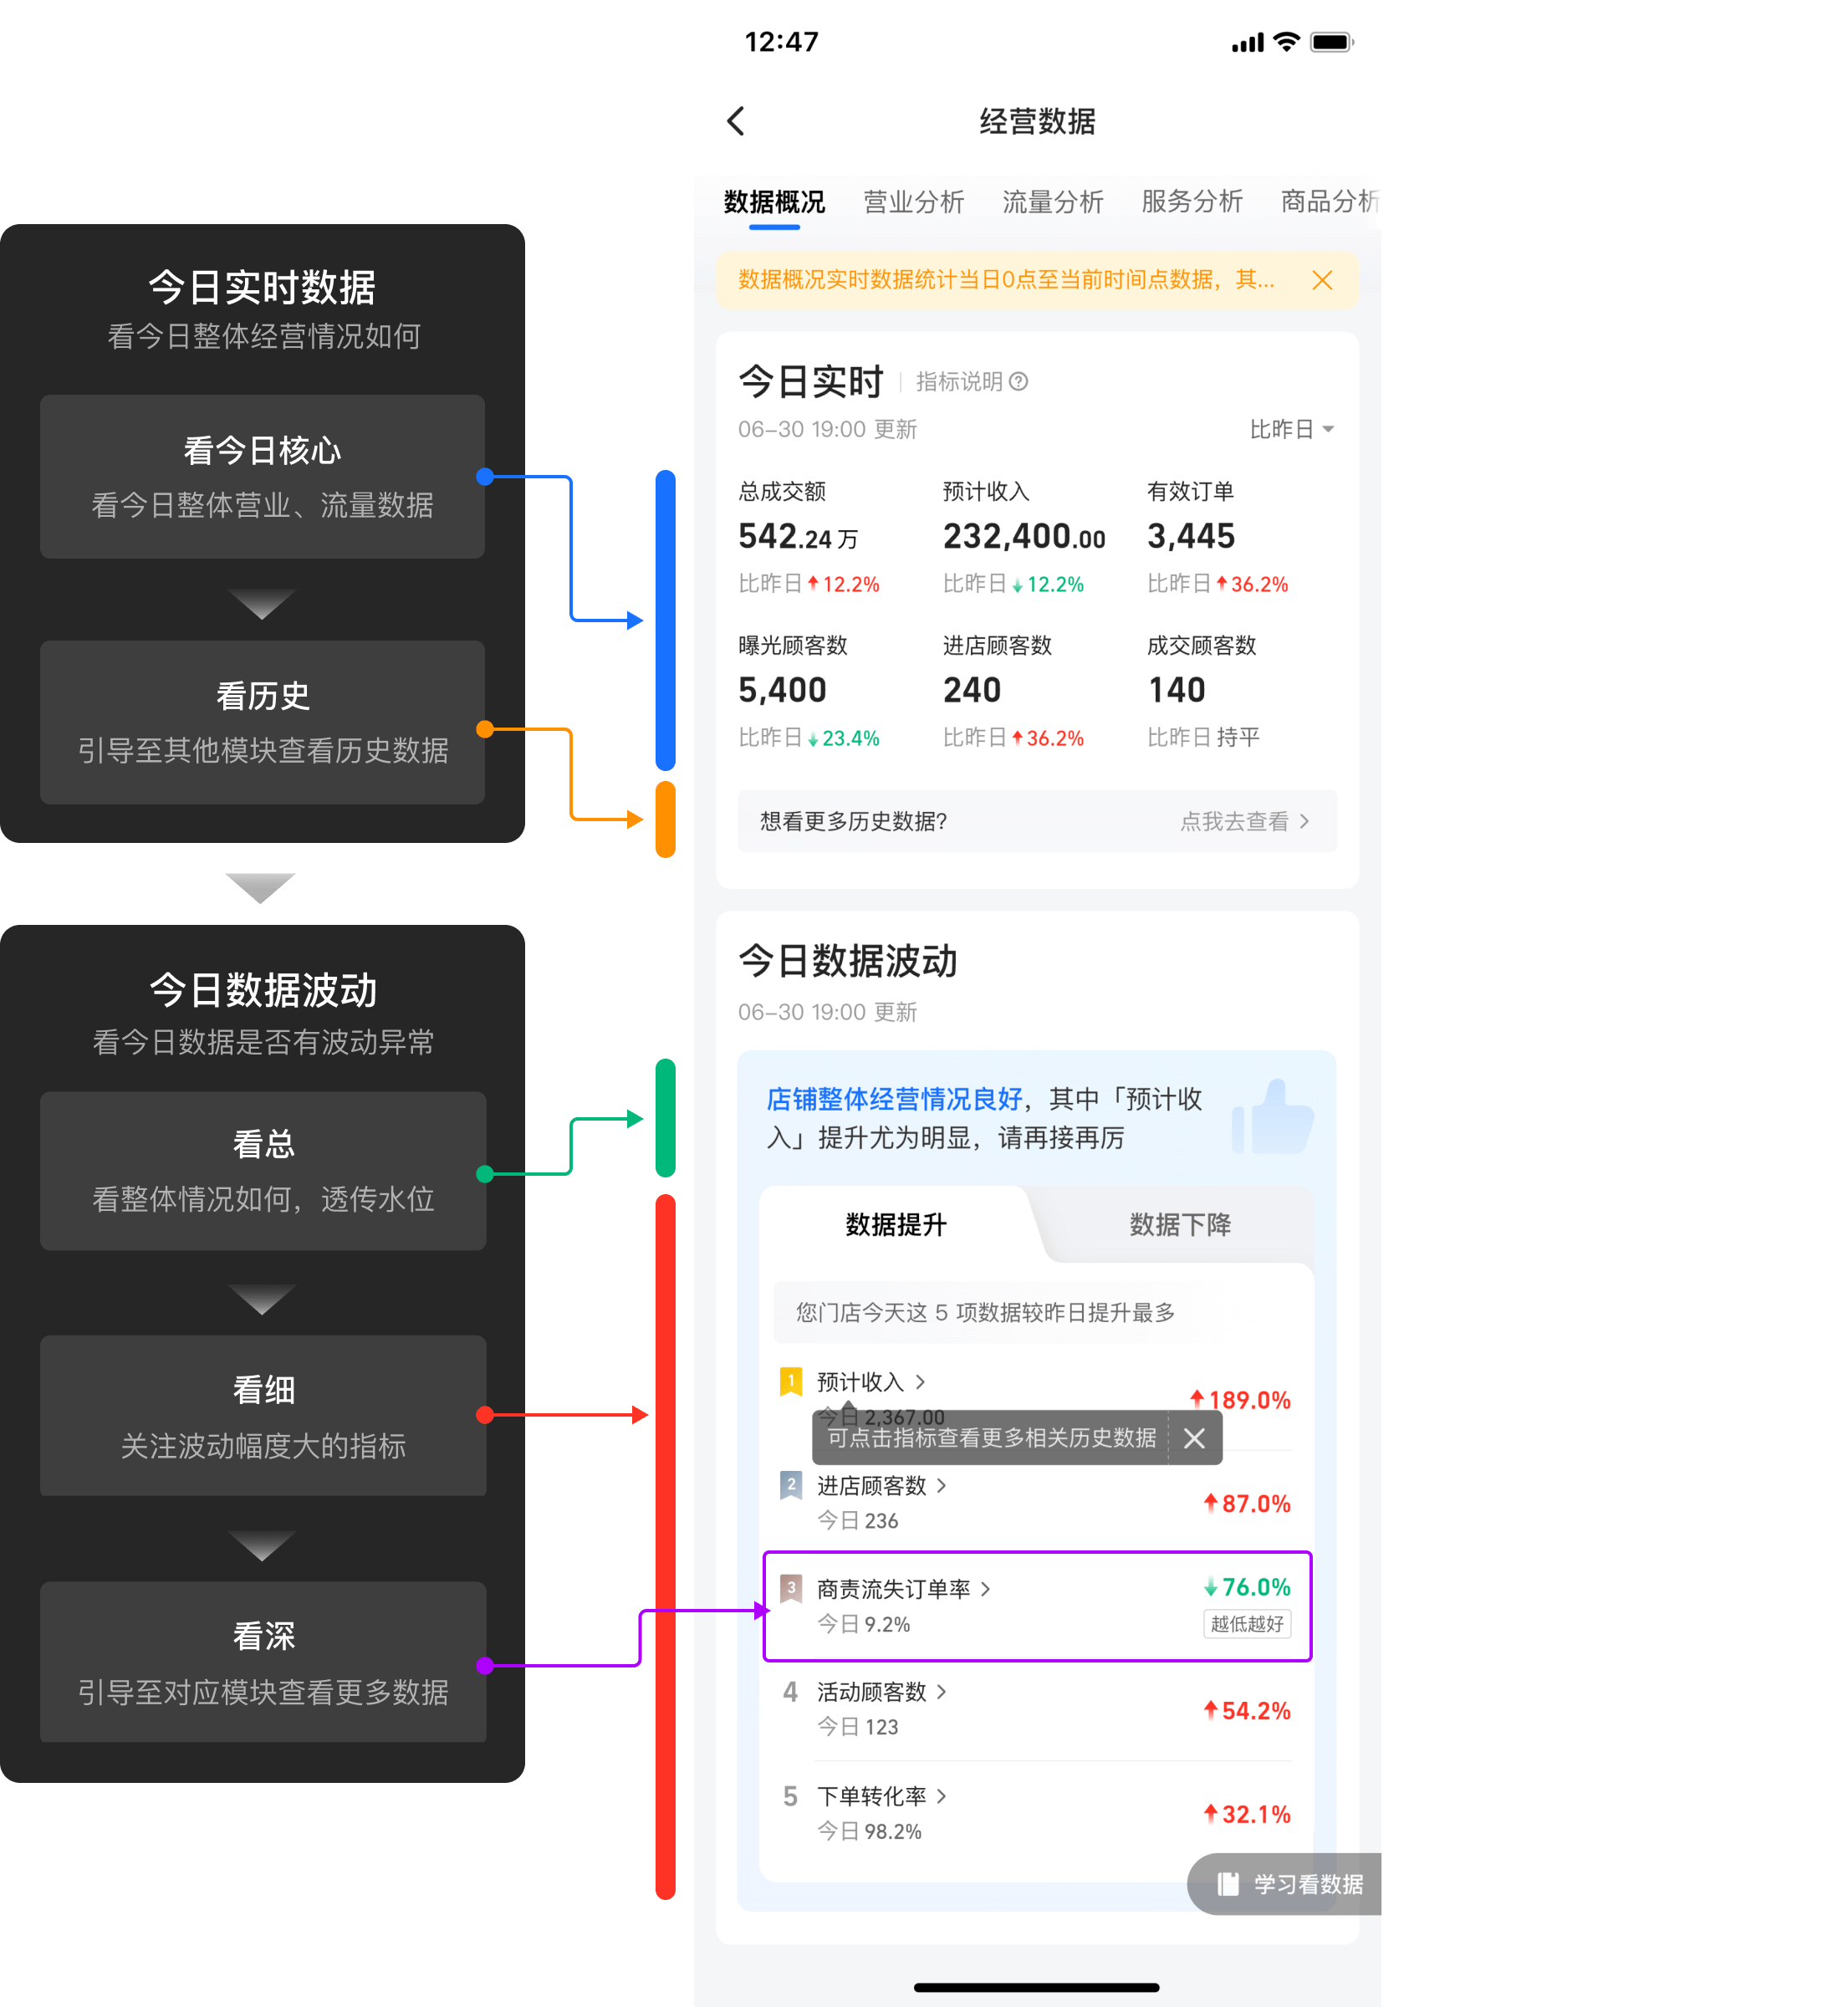 今日实时数据
看今日整体经营情况如何
看今日核心
看今日整体营业、流量数据
看历史
引导至其他模块查看历史数据
今日数据波动
看今日数据是否有波动异常
看总
看整体情况如何，透传水位
看细
关注波动幅度大的指标
看深
引导至对应模块查看更多数据
12:47
经营数据
数据概况 营业分析 流量分析 服务分析 商品分析
数据概况实时数据统计当日0点至当前时间点数据，其...
今日实时 指标说明
06-30 19:00 更新 比昨日
总成交额 预计收入 有效订单
542.24 万 232,400.00 3,445
比昨日 12.2% 比昨日 12.2% 比昨日 36.2%
曝光顾客数 进店顾客数 成交顾客数
5,400 240 140
比昨日 23.4% 比昨日 36.2% 比昨日 持平
想看更多历史数据? 点我去查看
今日数据波动
06-30 19:00 更新
店铺整体经营情况良好，其中「预计收
入」提升尤为明显，请再接再厉
数据提升 数据下降
您门店今天这 5 项数据较昨日提升最多
1 预计收入 189.0%
今日 2,367.00
可点击指标查看更多相关历史数据
2 进店顾客数 87.0%
今日 236
3 商责流失订单率 76.0%
今日 9.2% 越低越好
4 活动顾客数 54.2%
今日 123
5 下单转化率 32.1%
今日 98.2%
学习看数据